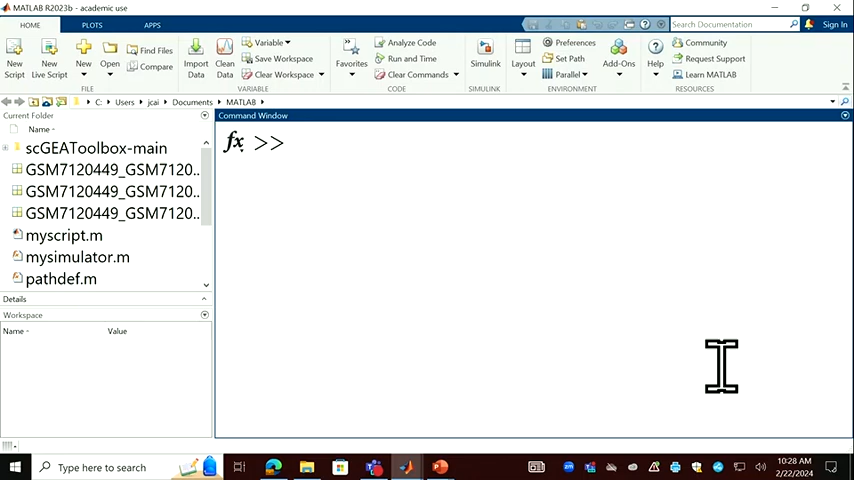 MATLAB R2023b - academic use
HOME PLOTS APPS
Search Documentation Sign In
New Script
New Live Script
New
Open
Find Files
Compare
Import Data
Clean Data
Variable
Save Workspace
Clear Workspace
Favorites
Analyze Code
Run and Time
Clear Commands
Simulink
Layout
Preferences
Set Path
Parallel
Add-Ons
Help
Community
Request Support
Learn MATLAB
FILE VARIABLE CODE SIMULINK ENVIRONMENT RESOURCES
C: Users jcai Documents MATLAB
Current Folder
Name
scGEAToolbox-main
GSM7120449_GSM7120..
GSM7120449_GSM7120..
GSM7120449_GSM7120..
myscript.m
mysimulator.m
pathdef.m
Details
Workspace
Name Value
Command Window
fx >>
Type here to search
10:28 AM
2/22/2024